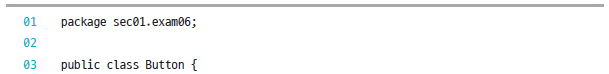 01 package sec01.exam06;
02
03 public class Button {